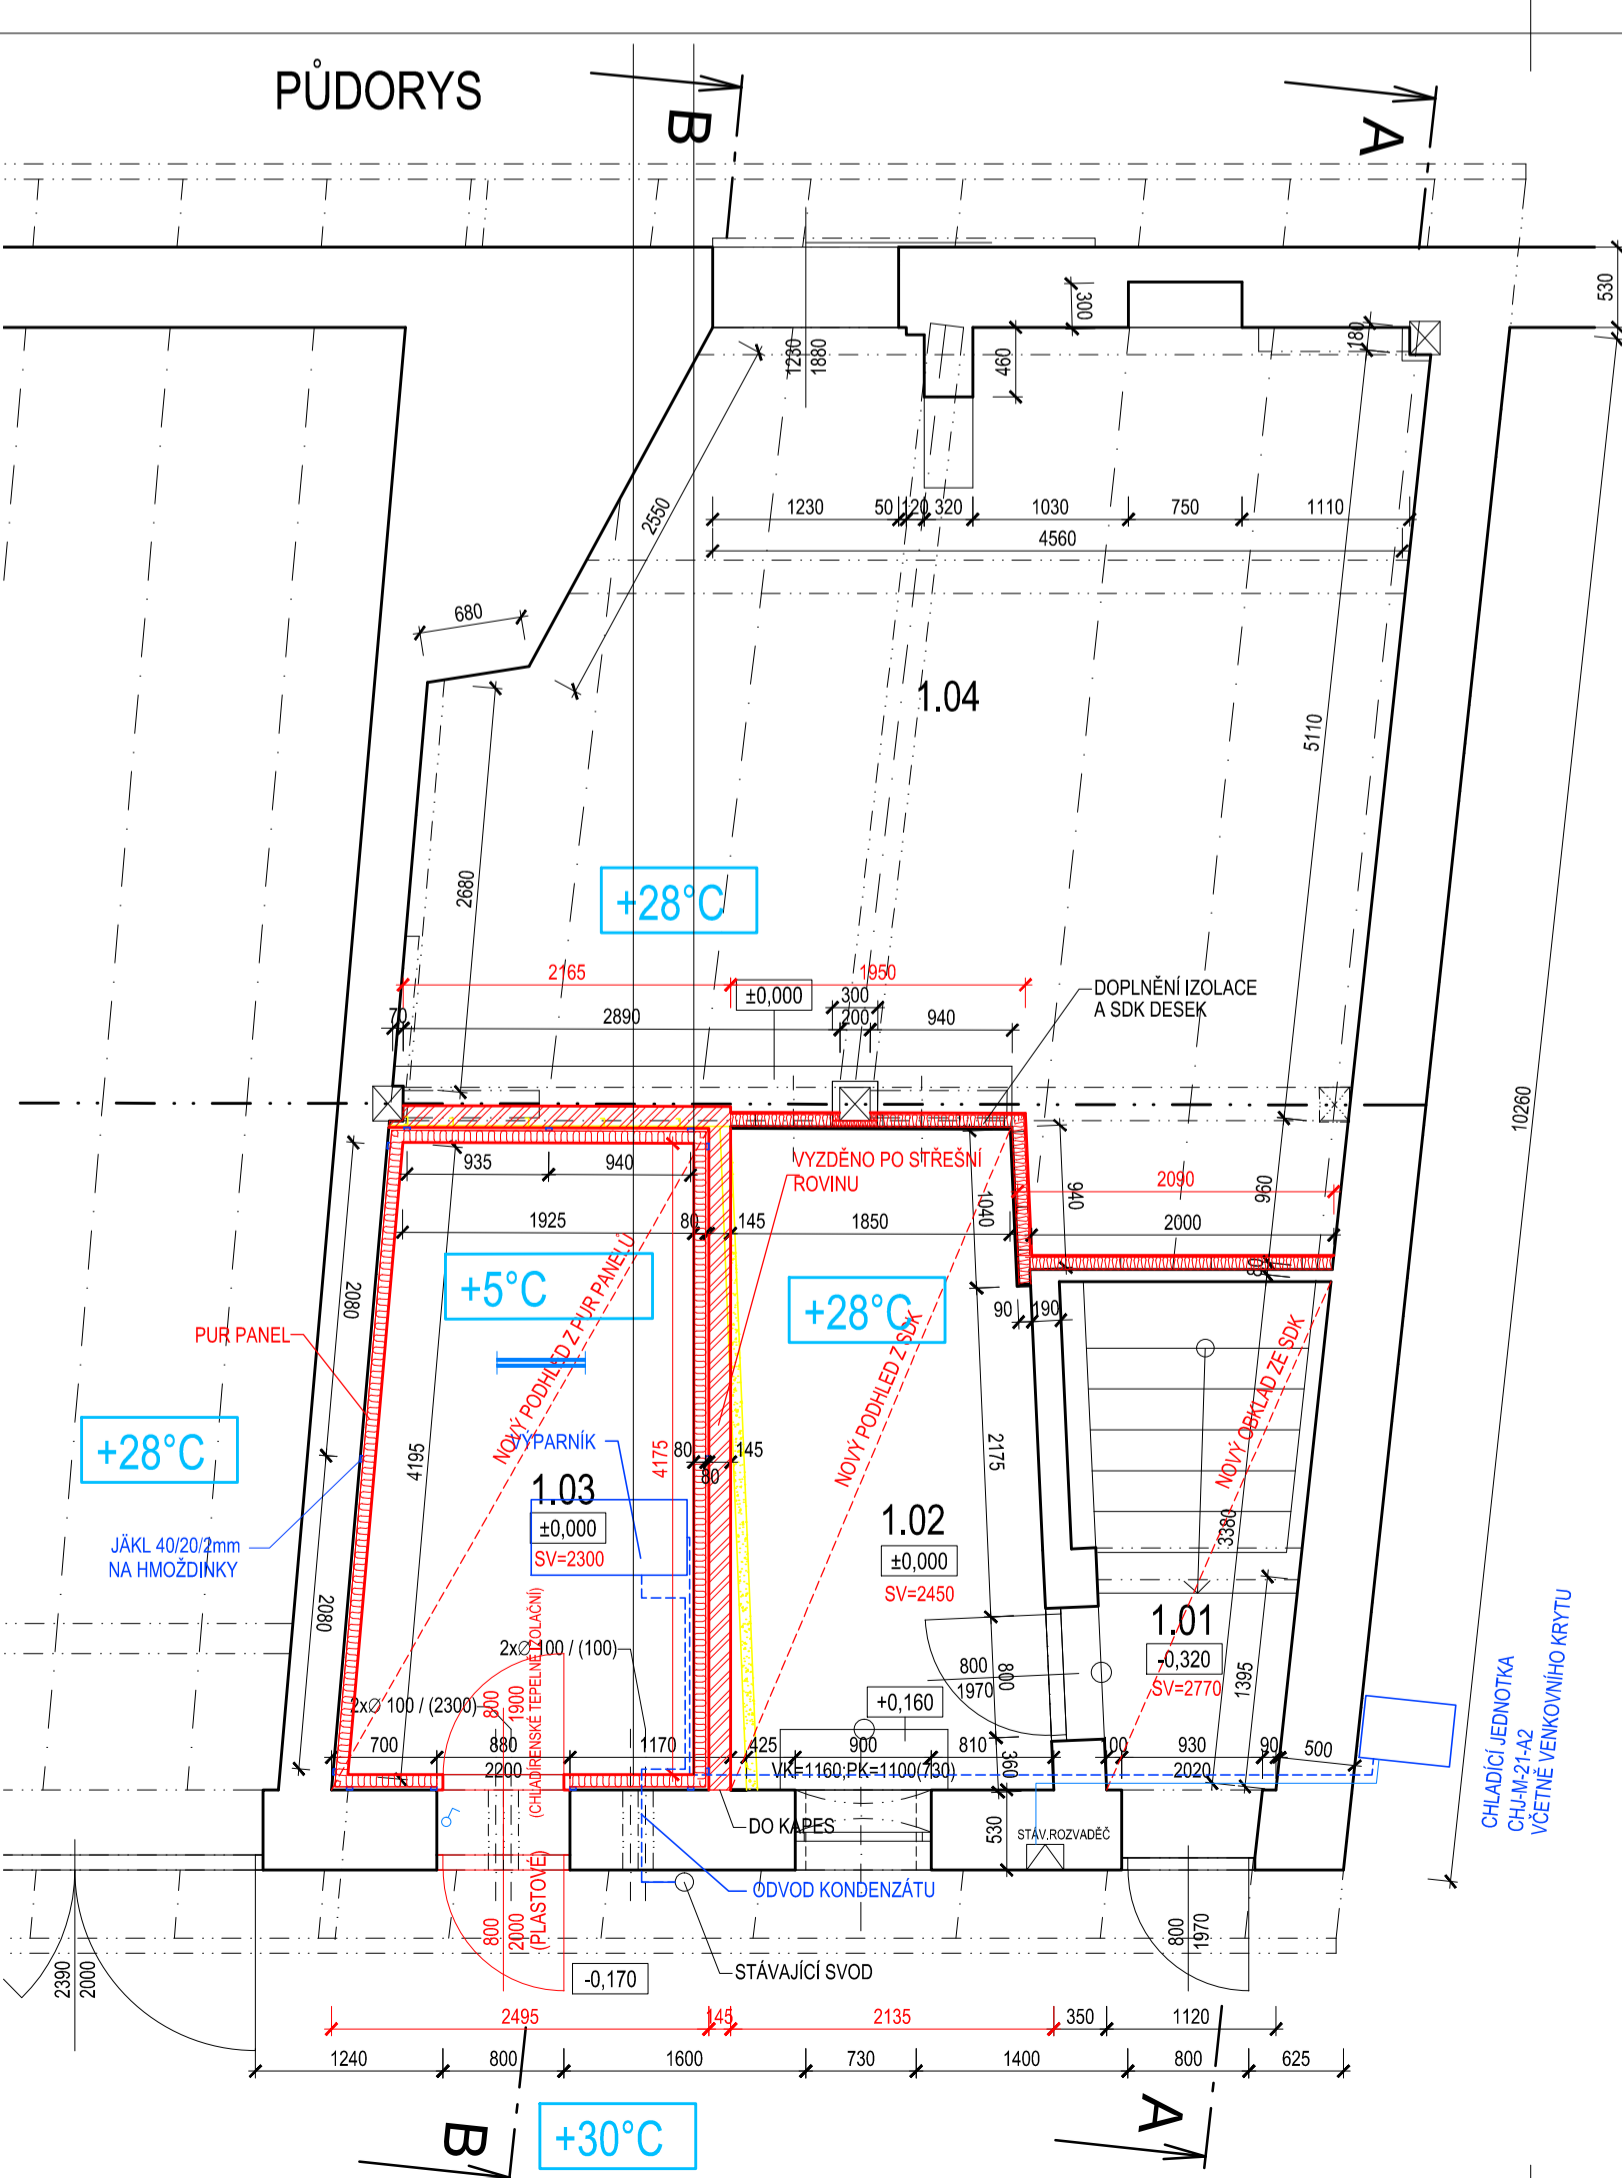 PŮDORYS
B
A
530
300
180
460
1230
1880
2550
1230
50
120
320
1030
750
1110
4560
680
1.04
5110
2680
+28°C
2165
1950
DOPLNĚNÍ IZOLACE
A SDK DESEK
±0,000
300
70
2890
200
940
10260
935
940
VYZDĚNO PO STŘEŠNÍ
ROVINU
1040
940
2090
960
1925
80
145
1850
2000
NOVÝ PODHLED Z PUR PANELŮ
+5°C
+28°C
90
190
2080
PUR PANEL
NOVÝ PODHLED Z SDK
NOVÝ OBKLAD ZE SDK
+28°C
4195
VÝPARNÍK
4175
80
145
80
2175
1.03
±0,000
SV=2300
1.02
±0,000
SV=2450
3380
JÄKL 40/20/2mm
NA HMOŽDINKY
2080
(CHLADÍRENSKÉ TEPELNĚ IZOLAČNÍ)
2xØ 100 / (100)
1.01
-0,320
SV=2770
1395
800
1970
800
2xØ 100 / (2300)
800
1900
+0,160
CHLADÍCÍ JEDNOTKA
CHJ-M-21-A2
VČETNĚ VENKOVNÍHO KRYTU
700
880
1170
425
900
810
360
100
930
90
500
2200
VK=1160;PK=1100(730)
2020
DO KAPES
530
STÁV.ROZVADĚČ
ODVOD KONDENZÁTU
800
2000
(PLASTOVÉ)
800
1970
2390
2000
-0,170
STÁVAJÍCÍ SVOD
2495
145
2135
350
1120
1240
800
1600
730
1400
800
625
B
+30°C
A